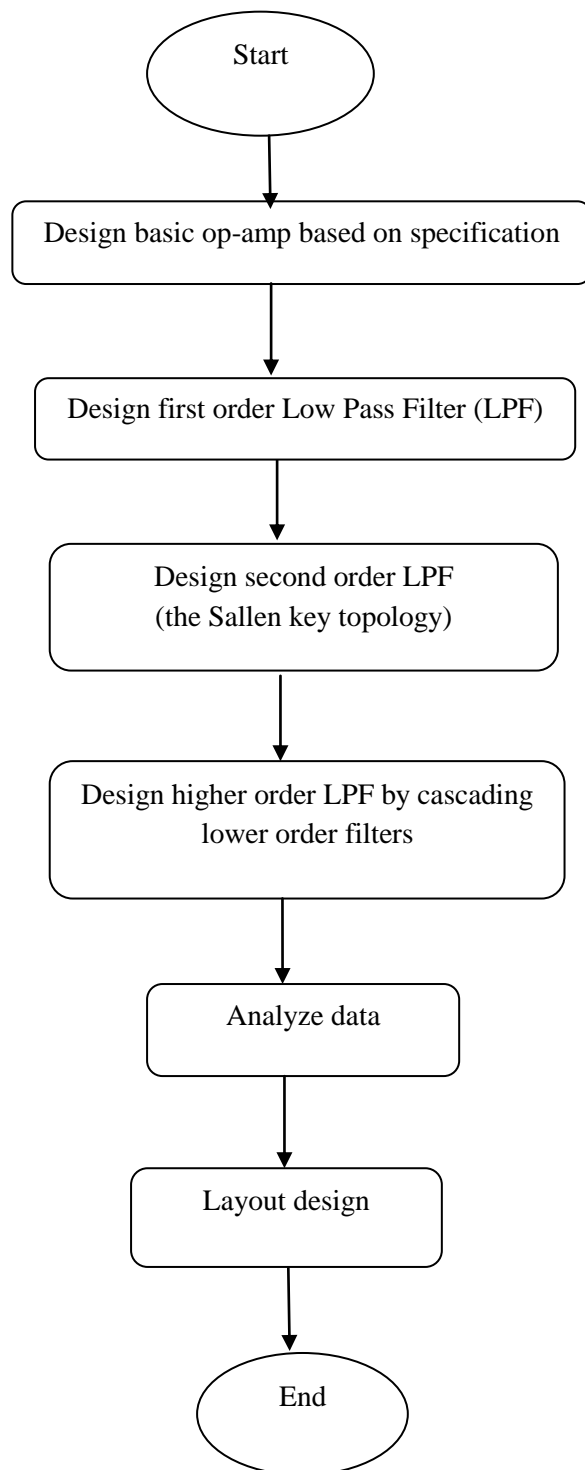 Start
Design basic op-amp based on specification
Design first order Low Pass Filter (LPF)
Design second order LPF
(the Sallen key topology)
Design higher order LPF by cascading
lower order filters
Analyze data
Layout design
End